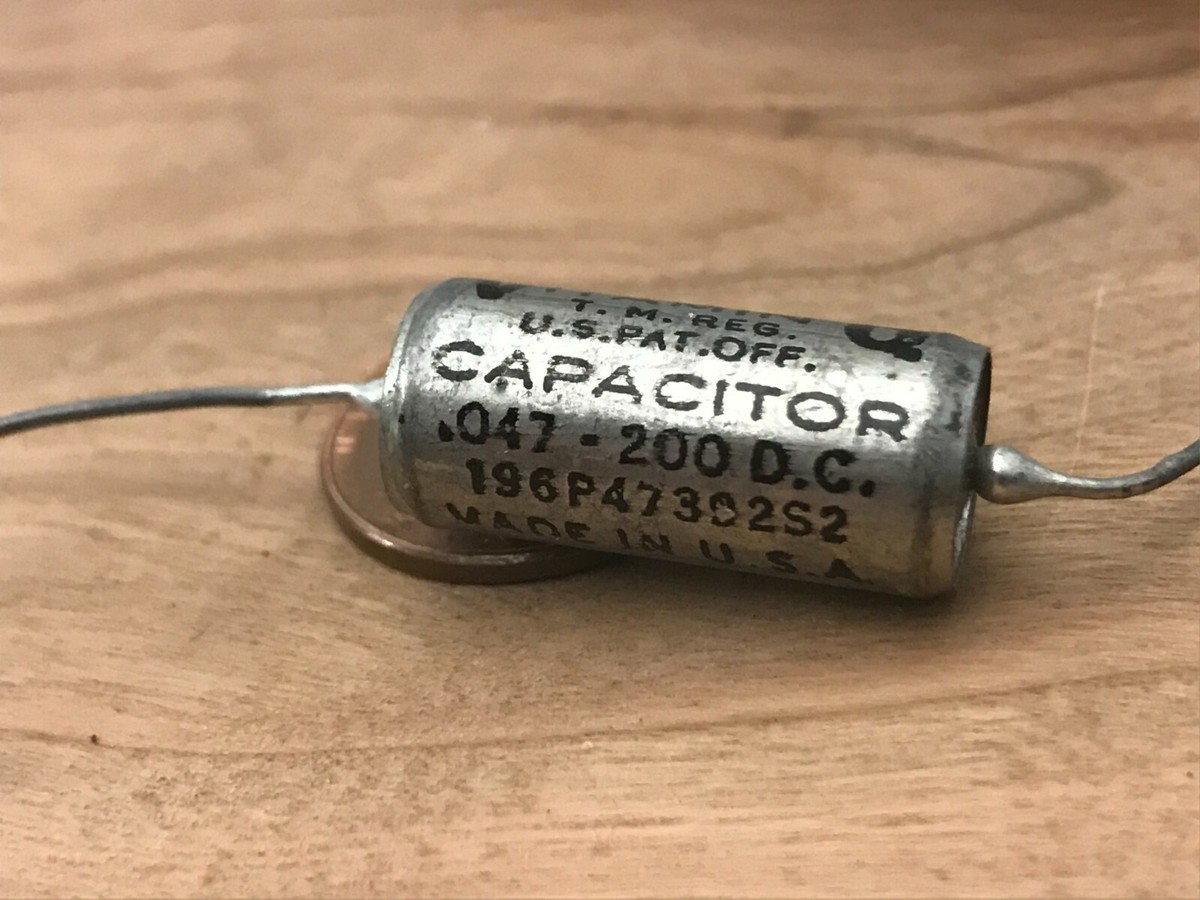 T. M. REG.
U.S.PAT.OFF.
CAPACITOR
.047 - 200 D.C.
196P47392S2
MADE IN U.S.A.